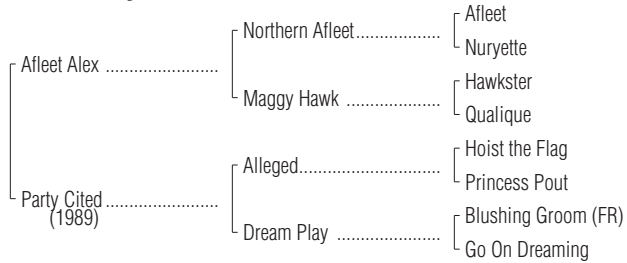 Afleet
Northern Afleet..................
Nuryette
Afleet Alex ........................
Hawkster
Maggy Hawk ....................
Qualique
Hoist the Flag
Alleged..............................
Princess Pout
Party Cited........................
(1989)
Blushing Groom (FR)
Dream Play ......................
Go On Dreaming